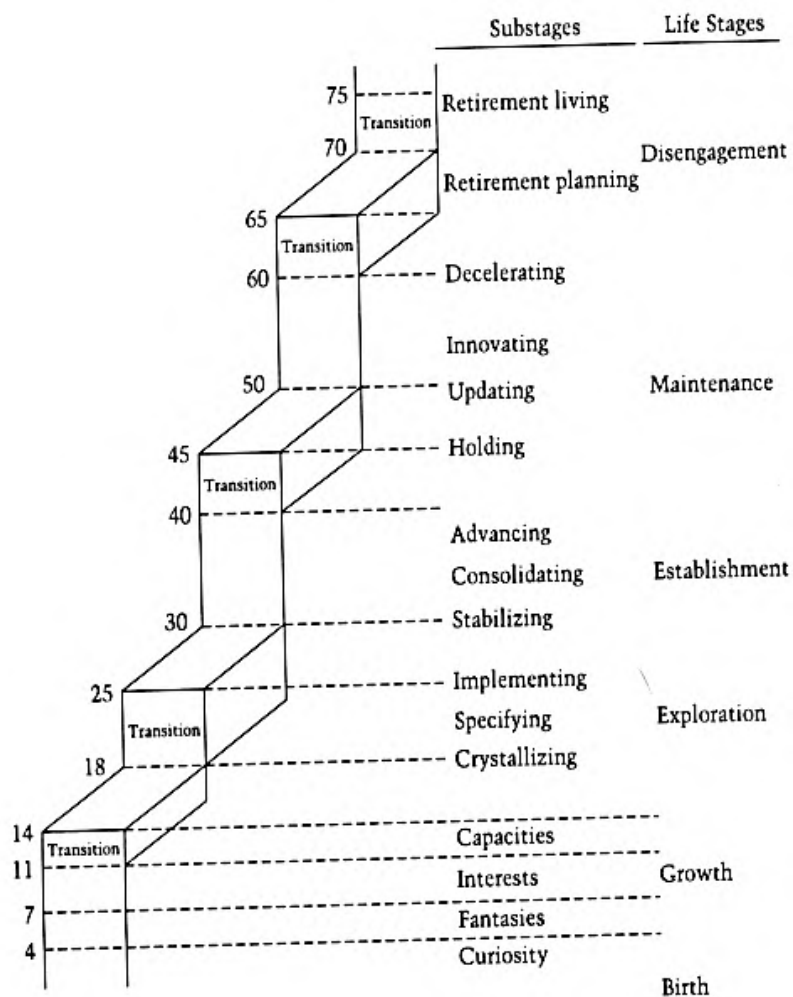 Substages Life Stages
75 Retirement living
Transition
70 Disengagement
Retirement planning
65
Transition
60 Decelerating
Innovating
50 Updating Maintenance
45 Holding
Transition
40
Advancing
Consolidating Establishment
30 Stabilizing
25 Implementing
Transition Specifying Exploration
18 Crystallizing
14
Transition Capacities
11
Interests Growth
7
Fantasies
4
Curiosity
Birth